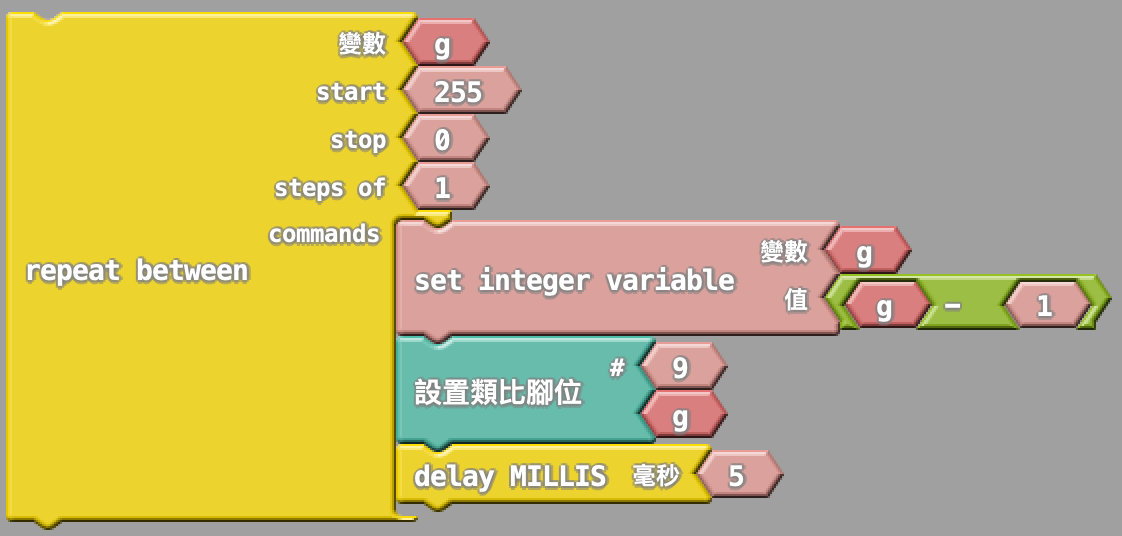 變數 g
start 255
stop 0
steps of 1
commands
repeat between
set integer variable
變數 g
值 g - 1
設置類比腳位
# 9
g
delay MILLIS 毫秒 5